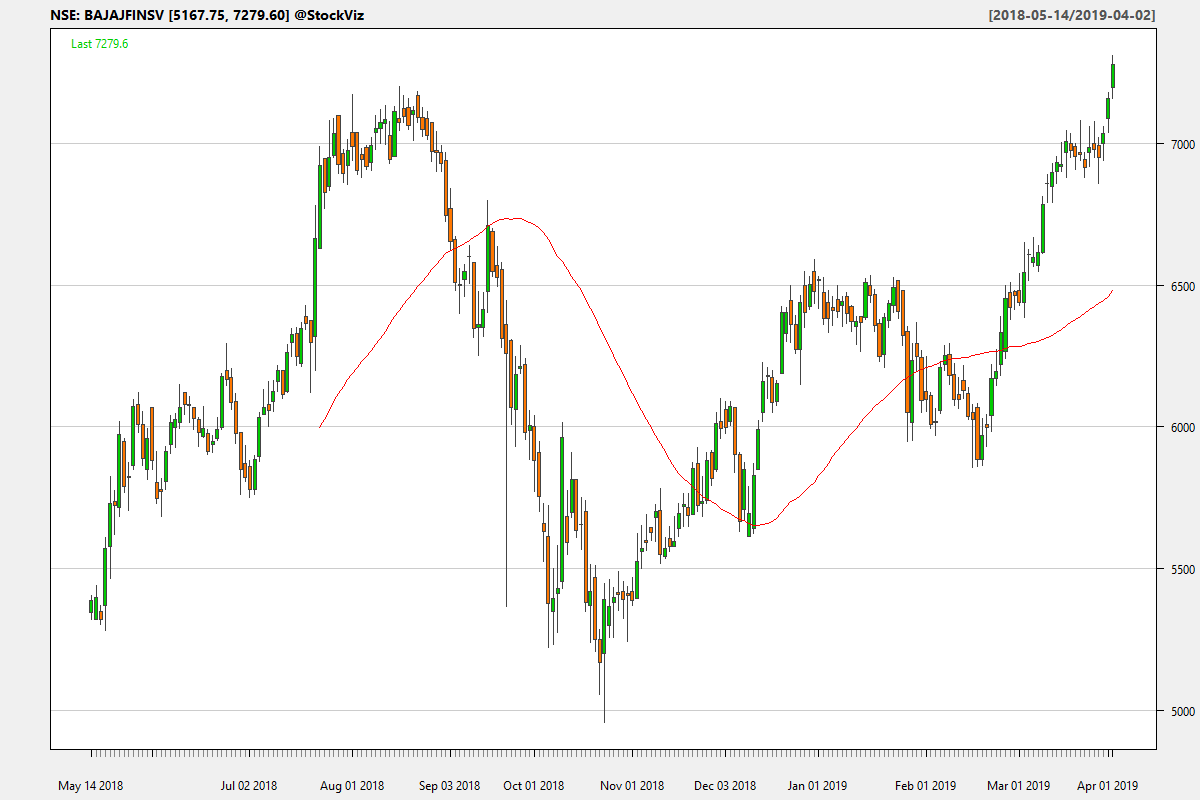 NSE: BAJAJFINSV [5167.75, 7279.60] @StockViz [2018-05-14/2019-04-02]
Last 7279.6
7000
6500
6000
5500
5000
May 14 2018 Jul 02 2018 Aug 01 2018 Sep 03 2018 Oct 01 2018 Nov 01 2018 Dec 03 2018 Jan 01 2019 Feb 01 2019 Mar 01 2019 Apr 01 2019